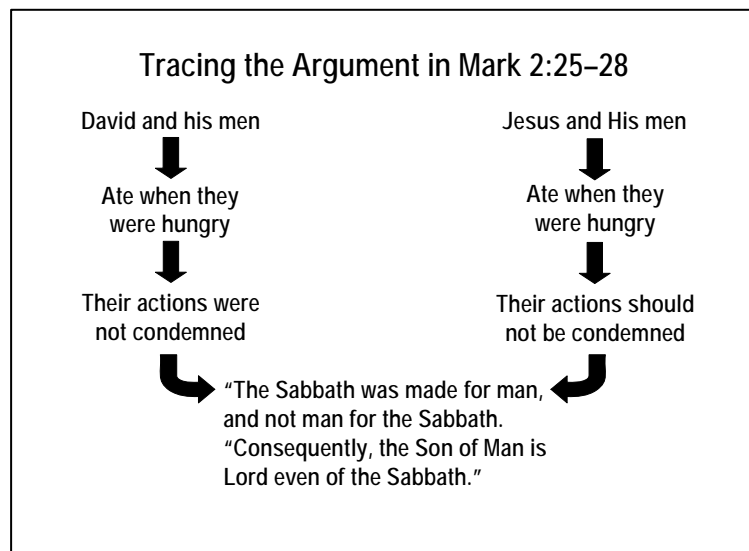 Tracing the Argument in Mark 2:25–28
David and his men
Ate when they
were hungry
Their actions were
not condemned
Jesus and His men
Ate when they
were hungry
Their actions should
not be condemned
“The Sabbath was made for man,
and not man for the Sabbath.
“Consequently, the Son of Man is
Lord even of the Sabbath.”